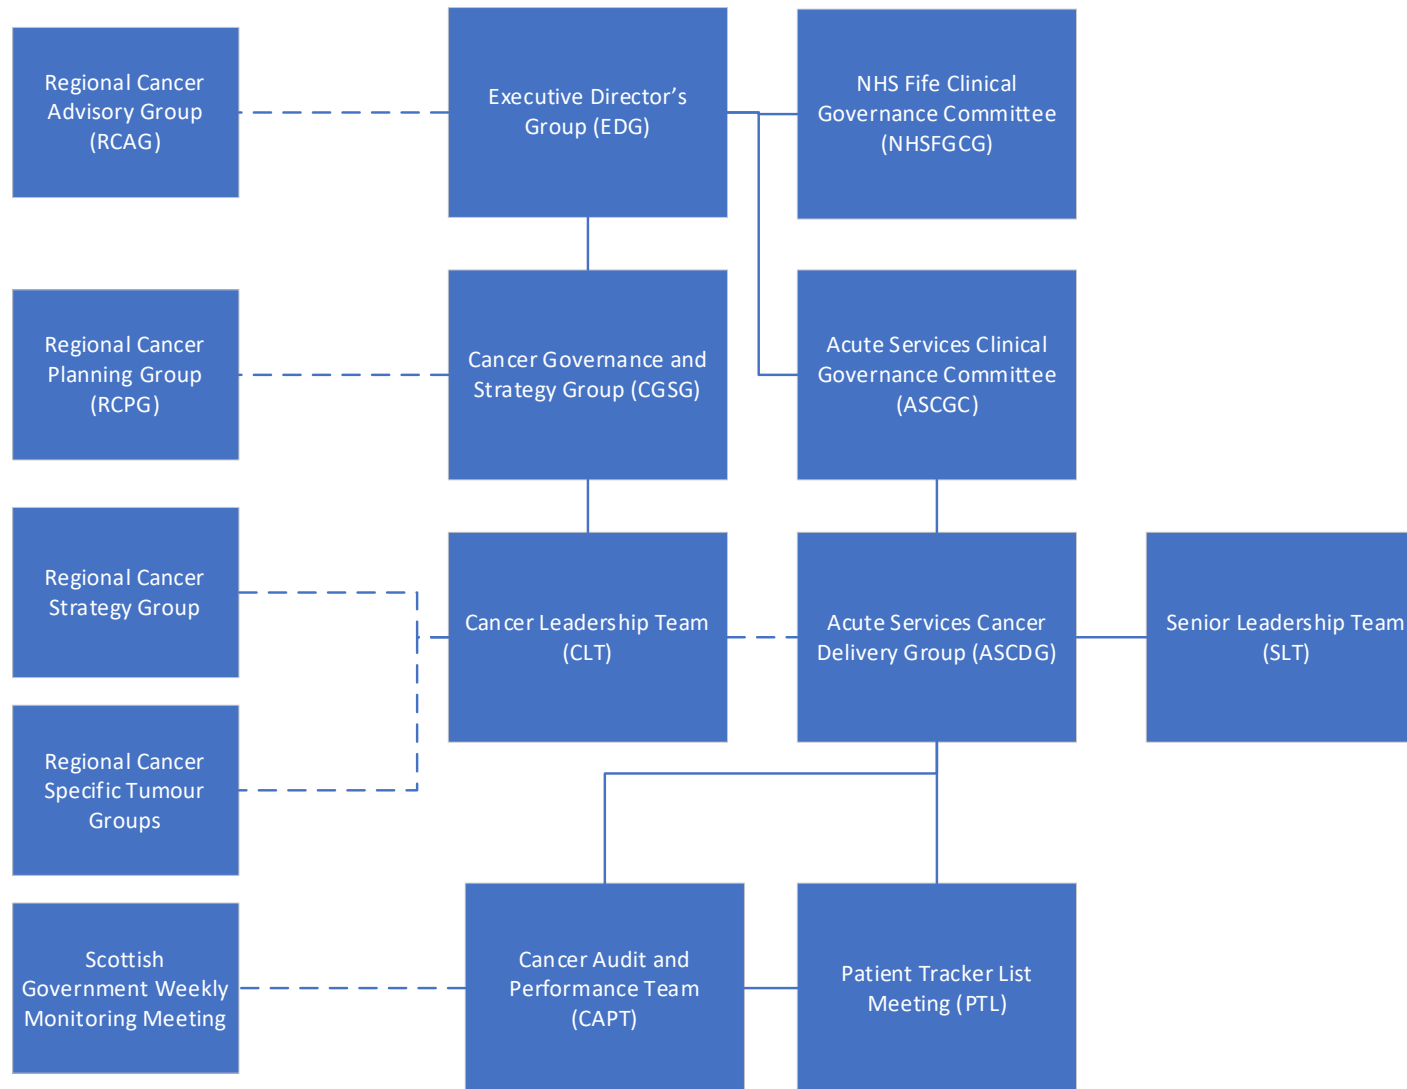 Regional Cancer
Advisory Group
(RCAG)
Executive Director’s
Group (EDG)
NHS Fife Clinical
Governance Committee
(NHSFGCG)
Regional Cancer
Planning Group
(RCPG)
Cancer Governance and
Strategy Group (CGSG)
Acute Services Clinical
Governance Committee
(ASCGC)
Regional Cancer
Strategy Group
Cancer Leadership Team
(CLT)
Acute Services Cancer
Delivery Group (ASCDG)
Senior Leadership Team
(SLT)
Regional Cancer
Specific Tumour
Groups
Scottish
Government Weekly
Monitoring Meeting
Cancer Audit and
Performance Team
(CAPT)
Patient Tracker List
Meeting (PTL)